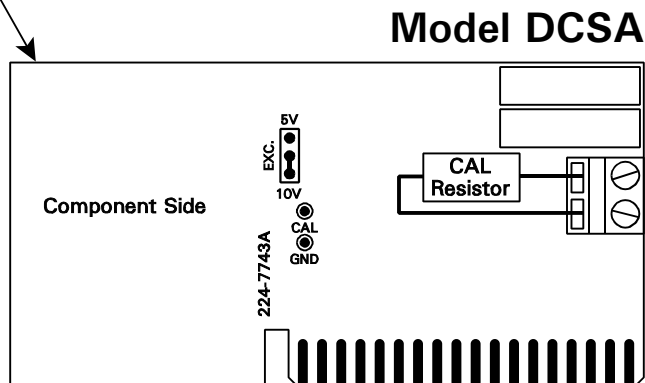 Model DCSA
5V
EXC.
10V
CAL
GND
224-7743A
Component Side
CAL
Resistor